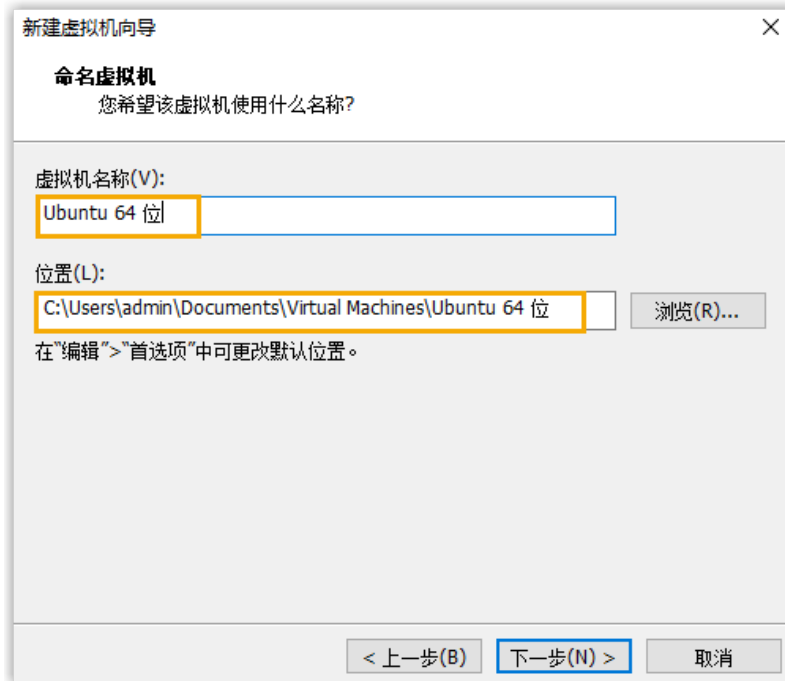 新建虚拟机向导
命名虚拟机
您希望该虚拟机使用什么名称?
虚拟机名称(V):
Ubuntu 64 位
位置(L):
C:\Users\admin\Documents\Virtual Machines\Ubuntu 64 位
浏览(R)...
在"编辑">"首选项"中可更改默认位置。
< 上一步(B)
下一步(N) >
取消